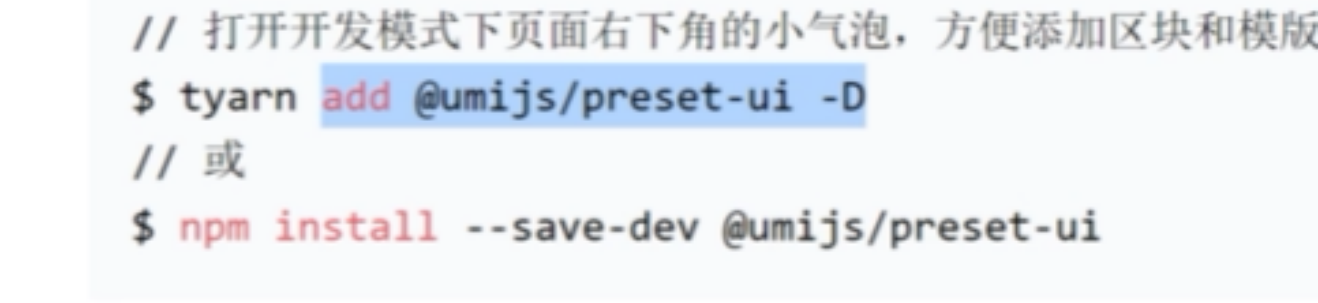 // 打开开发模式下页面右下角的小气泡，方便添加区块和模版
$ tyarn add @umijs/preset-ui -D
// 或
$ npm install --save-dev @umijs/preset-ui